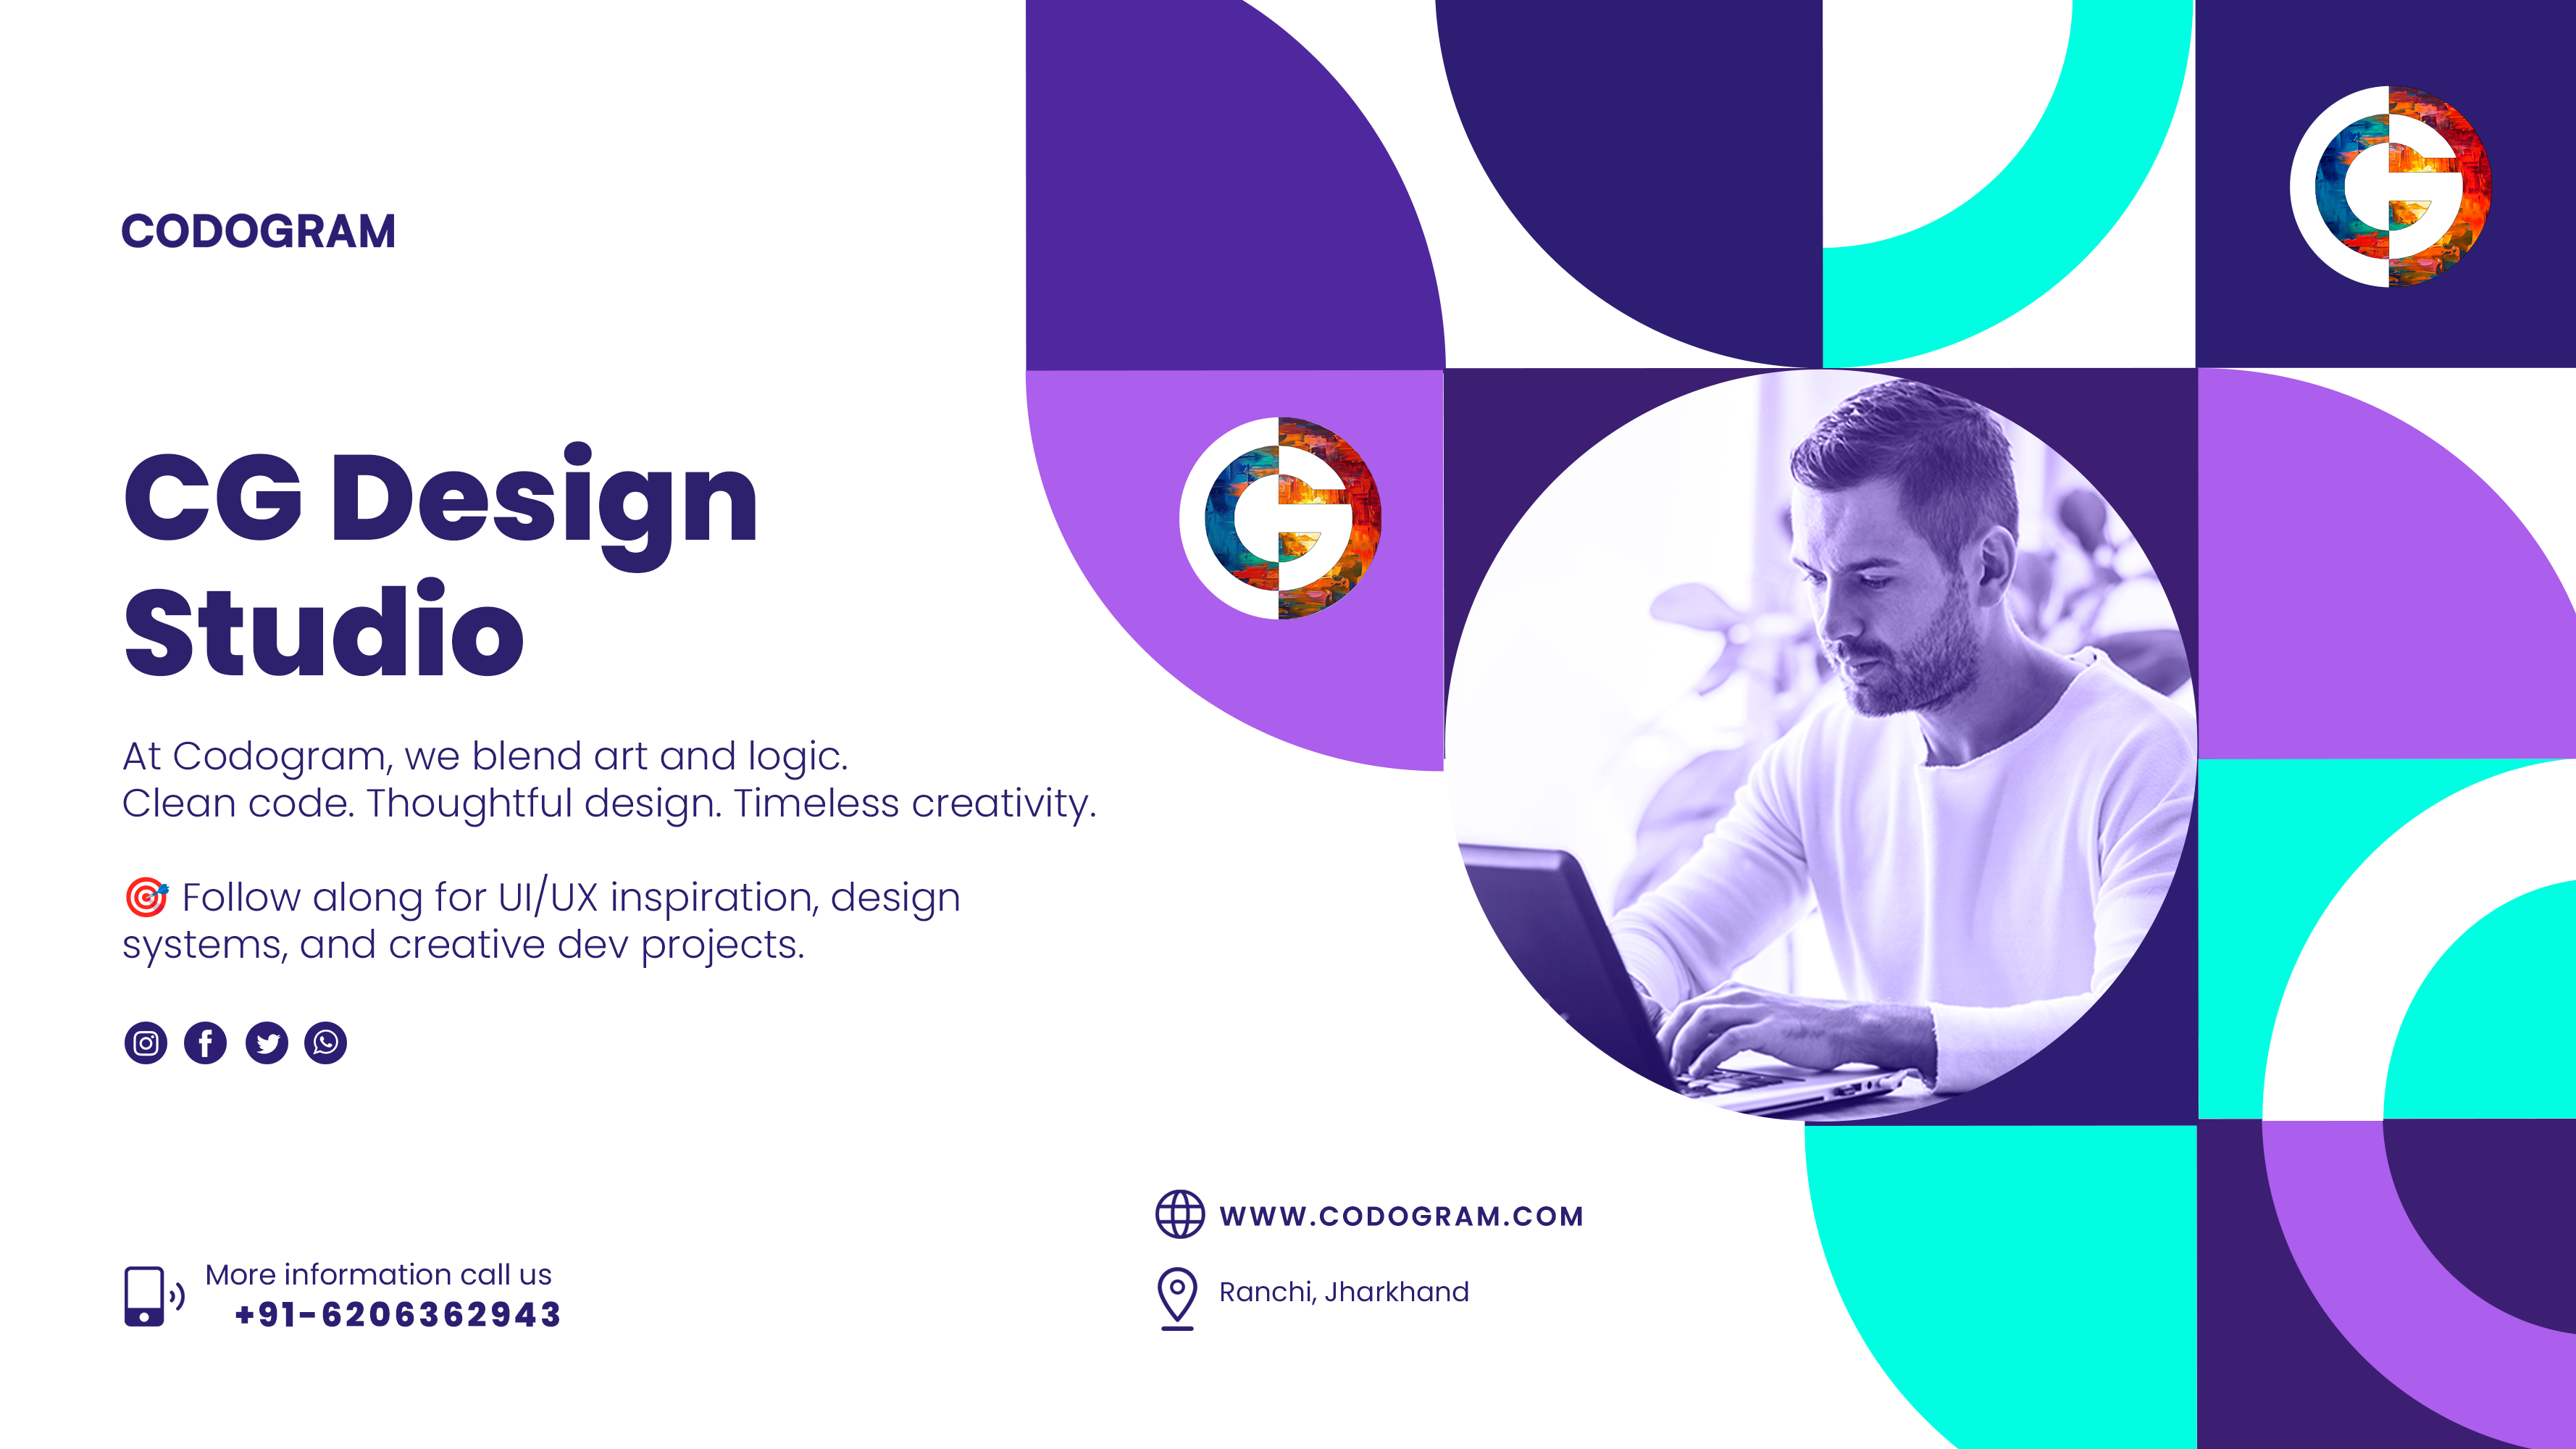 CODOGRAM
CG Design
Studio
At Codogram, we blend art and logic.
Clean code. Thoughtful design. Timeless creativity.
🎯 Follow along for UI/UX inspiration, design
systems, and creative dev projects.
More information call us
+91-6206362943
WWW.CODOGRAM.COM
Ranchi, Jharkhand
CG
CG